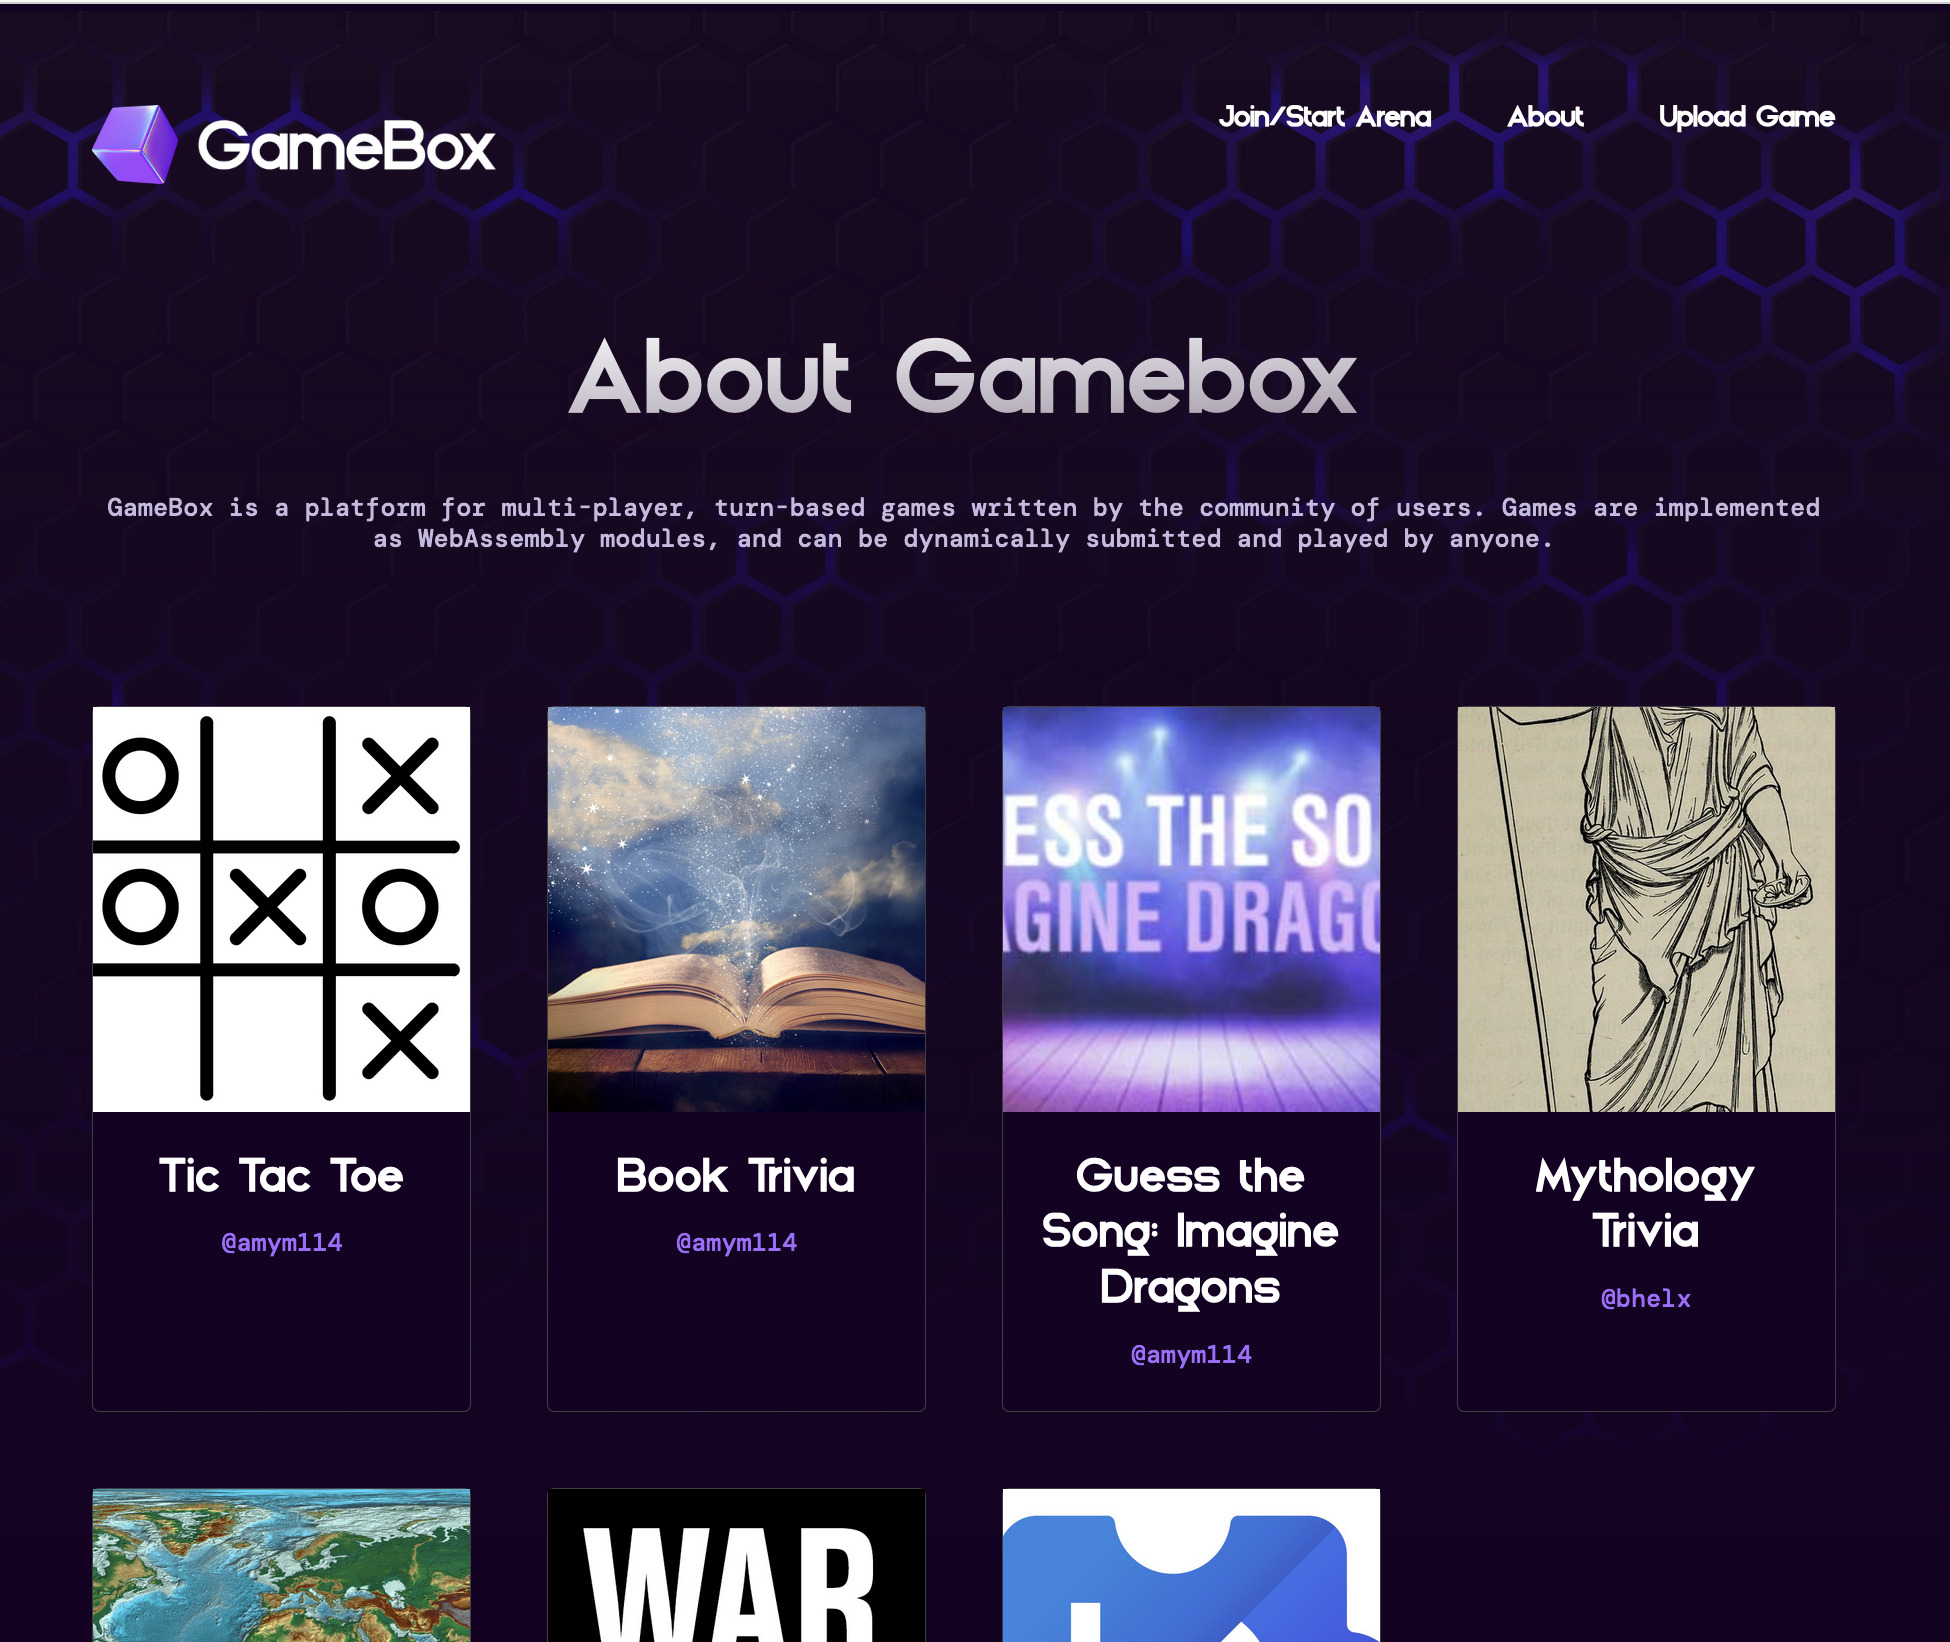 GameBox
Join/Start Arena
About
Upload Game
About Gamebox
GameBox is a platform for multi-player, turn-based games written by the community of users. Games are implemented
as WebAssembly modules, and can be dynamically submitted and played by anyone.
ESS THE SO
AGINE DRAGO
Tic Tac Toe
@amym114
Book Trivia
@amym114
Guess the
Song: Imagine
Dragons
@amym114
Mythology
Trivia
@bhelx
WAR